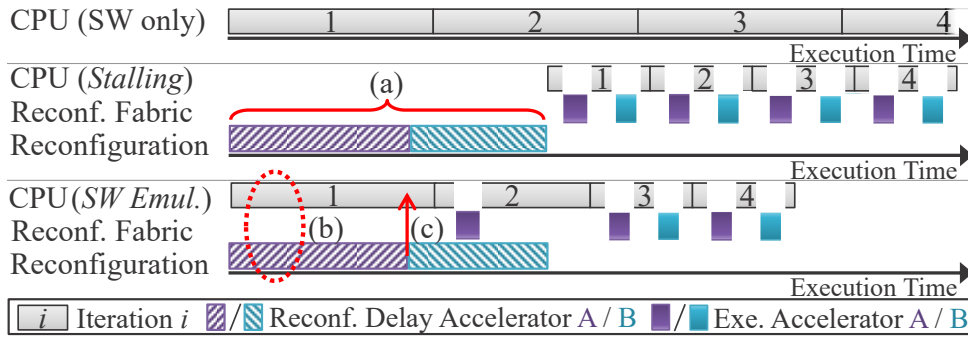 CPU (SW only) 1 2 3 4
Execution Time
CPU (Stalling) 1 2 3 4
Reconf. Fabric (a)
Reconfiguration
Execution Time
CPU (SW Emul.) 1 2 3 4
Reconf. Fabric (b) (c)
Reconfiguration
Execution Time
i Iteration i / Reconf. Delay Accelerator A / B / Exe. Accelerator A / B